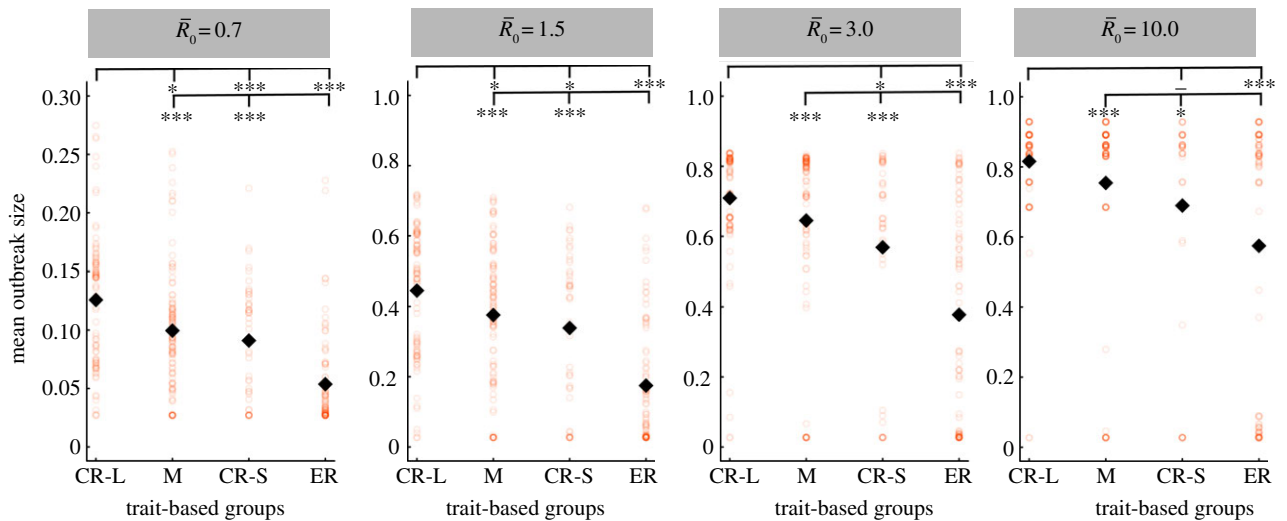 R̄₀ = 0.7
R̄₀ = 1.5
R̄₀ = 3.0
R̄₀ = 10.0
mean outbreak size
* *** ***
*** ***
0.30
0.25
0.20
0.15
0.10
0.05
0
CR-L M CR-S ER
trait-based groups
* * ***
*** ***
1.0
0.8
0.6
0.4
0.2
0
CR-L M CR-S ER
trait-based groups
* ***
*** ***
1.0
0.8
0.6
0.4
0.2
0
CR-L M CR-S ER
trait-based groups
– ***
*** *
1.0
0.8
0.6
0.4
0.2
0
CR-L M CR-S ER
trait-based groups